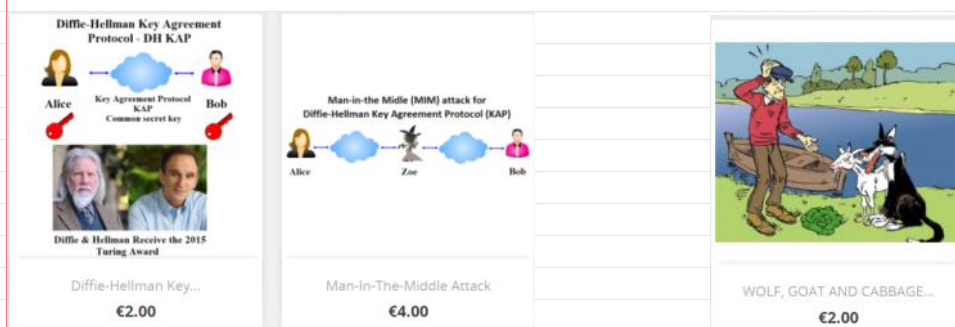 Diffie-Hellman Key Agreement
Protocol - DH KAP
Alice
Key Agreement Protocol
KAP
Common secret key
Bob
Diffie & Hellman Receive the 2015
Turing Award
Diffie-Hellman Key...
€2.00
Man-in-the Midle (MIM) attack for
Diffie-Hellman Key Agreement Protocol (KAP)
Alice
Zoe
Bob
Man-In-The-Middle Attack
€4.00
WOLF, GOAT AND CABBAGE...
€2.00